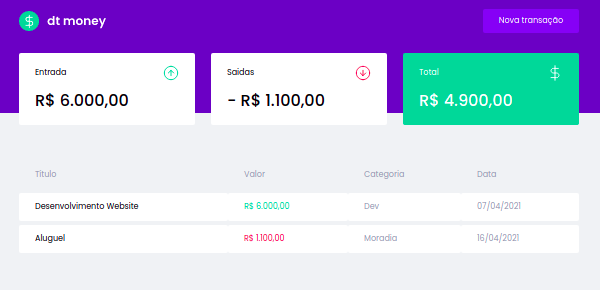 dt money
Nova transação
Entrada
R$ 6.000,00
Saidas
- R$ 1.100,00
Total
R$ 4.900,00
Titulo Valor Categoria Data
Desenvolvimento Website R$ 6.000,00 Dev 07/04/2021
Aluguel R$ 1.100,00 Moradia 16/04/2021